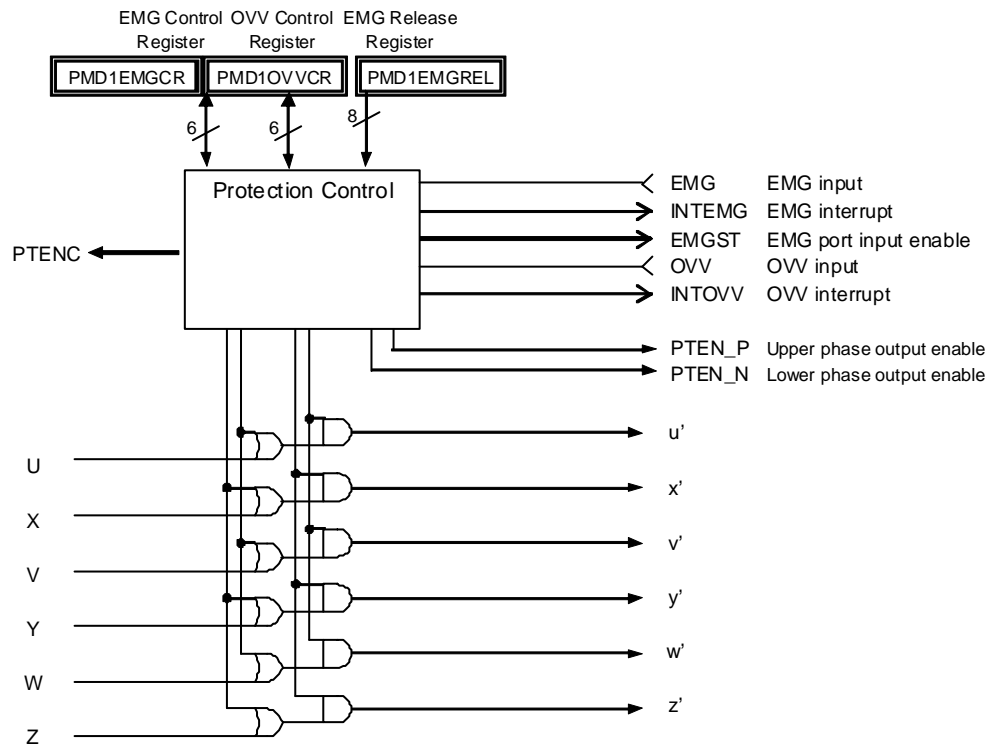 EMG Control OVV Control EMG Release
Register Register Register
PMD1EMGCR PMD1OVVCR PMD1EMGREL
6 6 8
Protection Control
EMG EMG input
INTEMG EMG interrupt
EMGST EMG port input enable
PTENC
OVV OVV input
INTOVV OVV interrupt
PTEN_P Upper phase output enable
PTEN_N Lower phase output enable
u'
U
x'
X
v'
V
y'
Y
w'
W
z'
Z